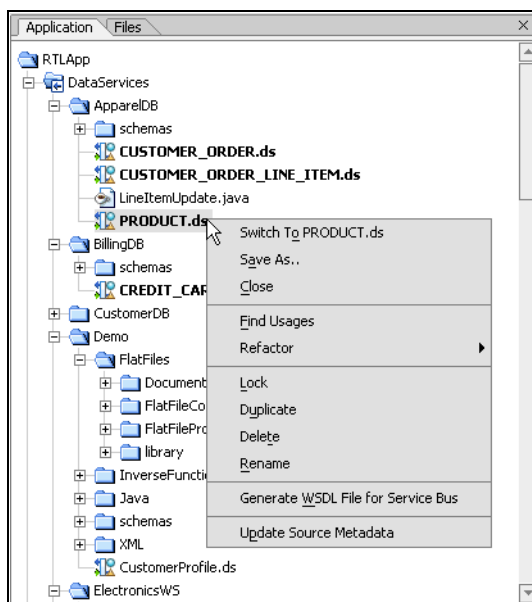 Application Files
RTLApp
DataServices
ApparelDB
schemas
CUSTOMER_ORDER.ds
CUSTOMER_ORDER_LINE_ITEM.ds
LineItemUpdate.java
PRODUCT.ds
BillingDB
schemas
CREDIT_CAR
CustomerDB
Demo
FlatFiles
Document
FlatFileCo
FlatFilePro
library
InverseFuncti
Java
schemas
XML
CustomerProfile.ds
ElectronicsWS
Switch To PRODUCT.ds
Save As..
Close
Find Usages
Refactor
Lock
Duplicate
Delete
Rename
Generate WSDL File for Service Bus
Update Source Metadata